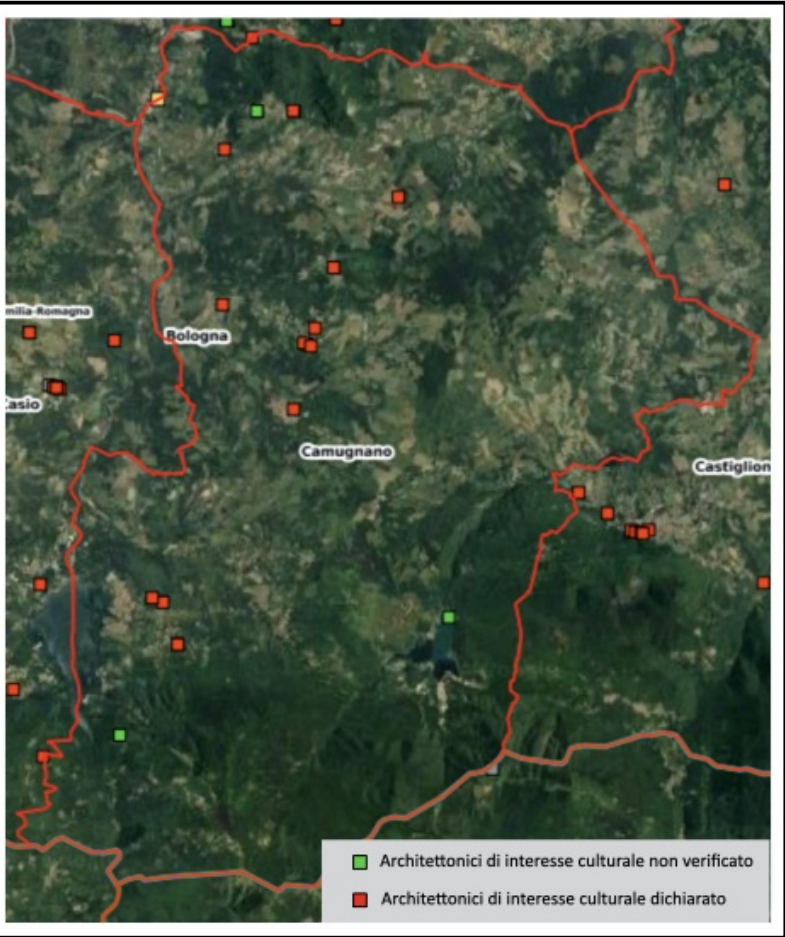 milia-Romagna
Bologna
Casio
Camugnano
Castiglion
Architettonici di interesse culturale non verificato
Architettonici di interesse culturale dichiarato